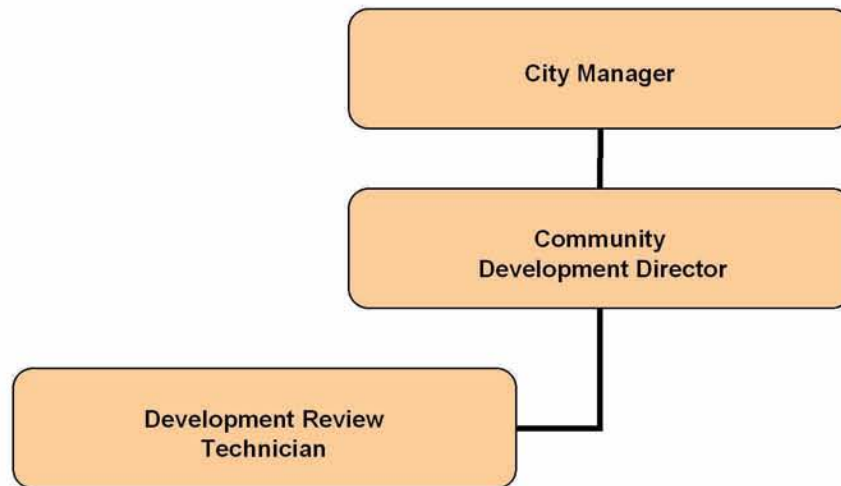 City Manager
Community
Development Director
Development Review
Technician